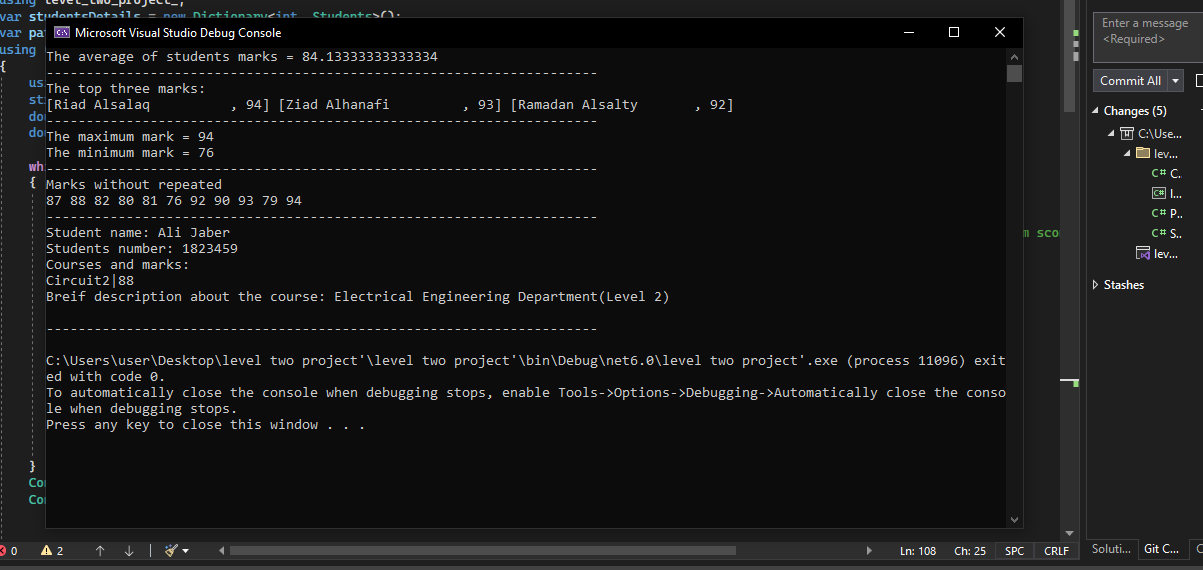 using level_two_project_;
var studentsDetails = new Dictionary<int, Students>();
var pa
using
{
us
st
dou
dou
wh
{
}
Co
Co
Microsoft Visual Studio Debug Console
The average of students marks = 84.13333333333334
---------------------------------------------------------------------
The top three marks:
[Riad Alsalaq          , 94] [Ziad Alhanafi         , 93] [Ramadan Alsalty       , 92]
---------------------------------------------------------------------
The maximum mark = 94
The minimum mark = 76
---------------------------------------------------------------------
Marks without repeated
87 88 82 80 81 76 92 90 93 79 94
---------------------------------------------------------------------
Student name: Ali Jaber
Students number: 1823459
Courses and marks:
Circuit2|88
Breif description about the course: Electrical Engineering Department(Level 2)
---------------------------------------------------------------------
C:\Users\user\Desktop\level two project'\level two project'\bin\Debug\net6.0\level two project'.exe (process 11096) exit
ed with code 0.
To automatically close the console when debugging stops, enable Tools->Options->Debugging->Automatically close the conso
le when debugging stops.
Press any key to close this window . . .
m sco
Enter a message
<Required>
Commit All
Changes (5)
C:\Use...
lev...
C# C.
C# I...
C# P..
C# S..
lev...
Stashes
0 2 Ln: 108 Ch: 25 SPC CRLF
Soluti... Git C...